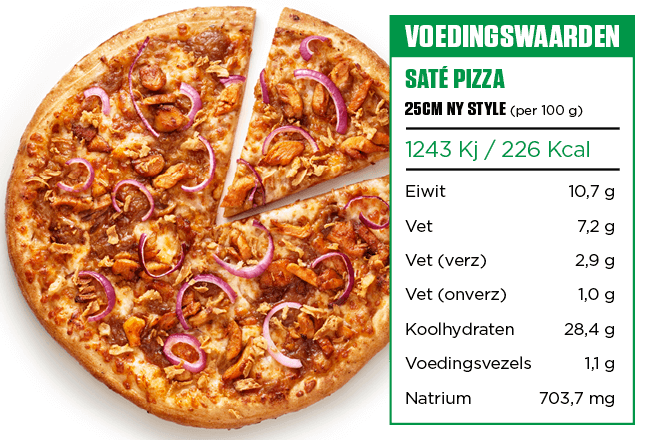 VOEDINGSWAARDEN
SATÉ PIZZA
25CM NY STYLE (per 100 g)
1243 Kj / 226 Kcal
Eiwit 10,7 g
Vet 7,2 g
Vet (verz) 2,9 g
Vet (onverz) 1,0 g
Koolhydraten 28,4 g
Voedingsvezels 1,1 g
Natrium 703,7 mg